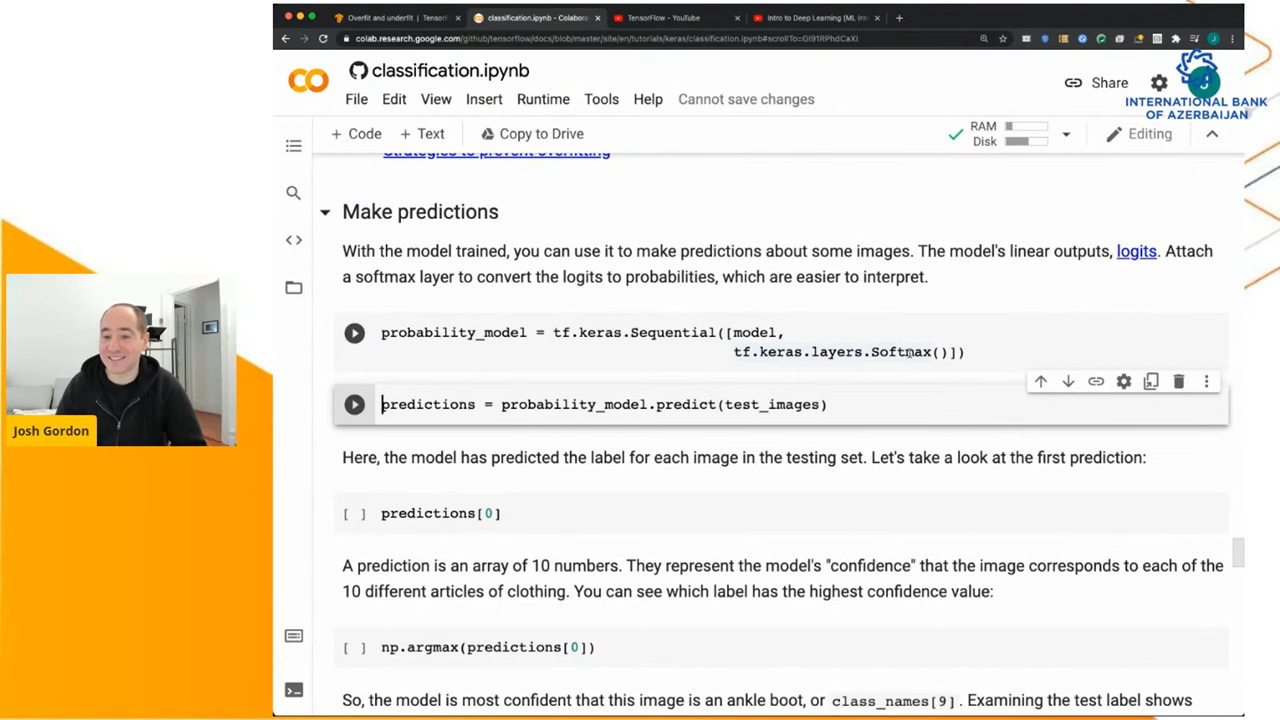 Overfit and underfit | TensorF
classification.ipynb - Colabora
TensorFlow - YouTube
Intro to Deep Learning (ML
colab.research.google.com/github/tensorflow/docs/blob/master/site/en/tutorials/keras/classification.ipynb#scrollTo=
classification.ipynb
Share
INTERNATIONAL BANK
OF AZERBAIJAN
File Edit View Insert Runtime Tools Help Cannot save changes
+ Code + Text Copy to Drive
RAM
Disk
Editing
Strategies to prevent overfitting
Make predictions
With the model trained, you can use it to make predictions about some images. The model's linear outputs, logits. Attach
a softmax layer to convert the logits to probabilities, which are easier to interpret.
probability_model = tf.keras.Sequential([model,
tf.keras.layers.Softmax()])
predictions = probability_model.predict(test_images)
Here, the model has predicted the label for each image in the testing set. Let's take a look at the first prediction:
[ ] predictions[0]
A prediction is an array of 10 numbers. They represent the model's "confidence" that the image corresponds to each of the
10 different articles of clothing. You can see which label has the highest confidence value:
[ ] np.argmax(predictions[0])
So, the model is most confident that this image is an ankle boot, or class_names[9]. Examining the test label shows
Josh Gordon